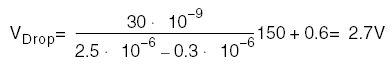 V_Drop = (30 · 10^−9) / (2.5 · 10^−6 − 0.3 · 10^−6) 150 + 0.6 = 2.7V